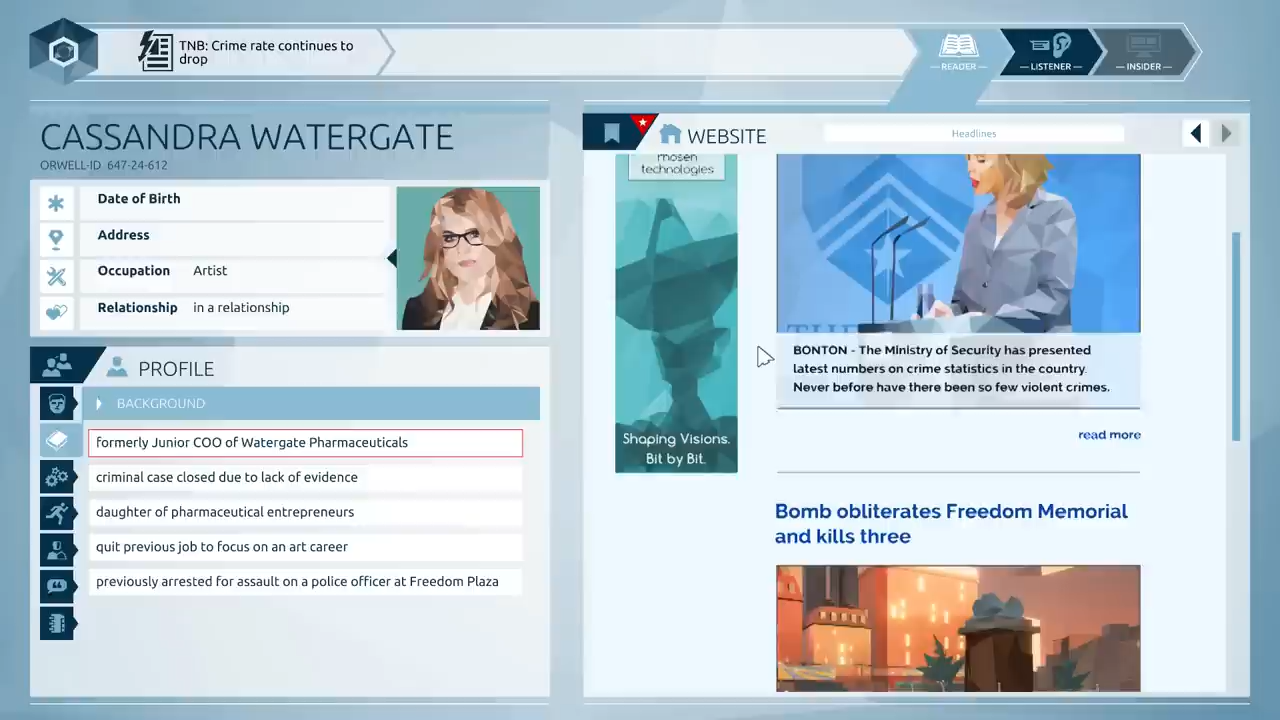 TNB: Crime rate continues to
drop
READER
LISTENER
INSIDER
CASSANDRA WATERGATE
ORWELL-ID 647-24-612
Date of Birth
Address
Occupation Artist
Relationship in a relationship
PROFILE
BACKGROUND
formerly Junior COO of Watergate Pharmaceuticals
criminal case closed due to lack of evidence
daughter of pharmaceutical entrepreneurs
quit previous job to focus on an art career
previously arrested for assault on a police officer at Freedom Plaza
WEBSITE
Headlines
rhosen
technologies
Shaping Visions.
Bit by Bit.
BONTON - The Ministry of Security has presented
latest numbers on crime statistics in the country.
Never before have there been so few violent crimes.
read more
Bomb obliterates Freedom Memorial
and kills three